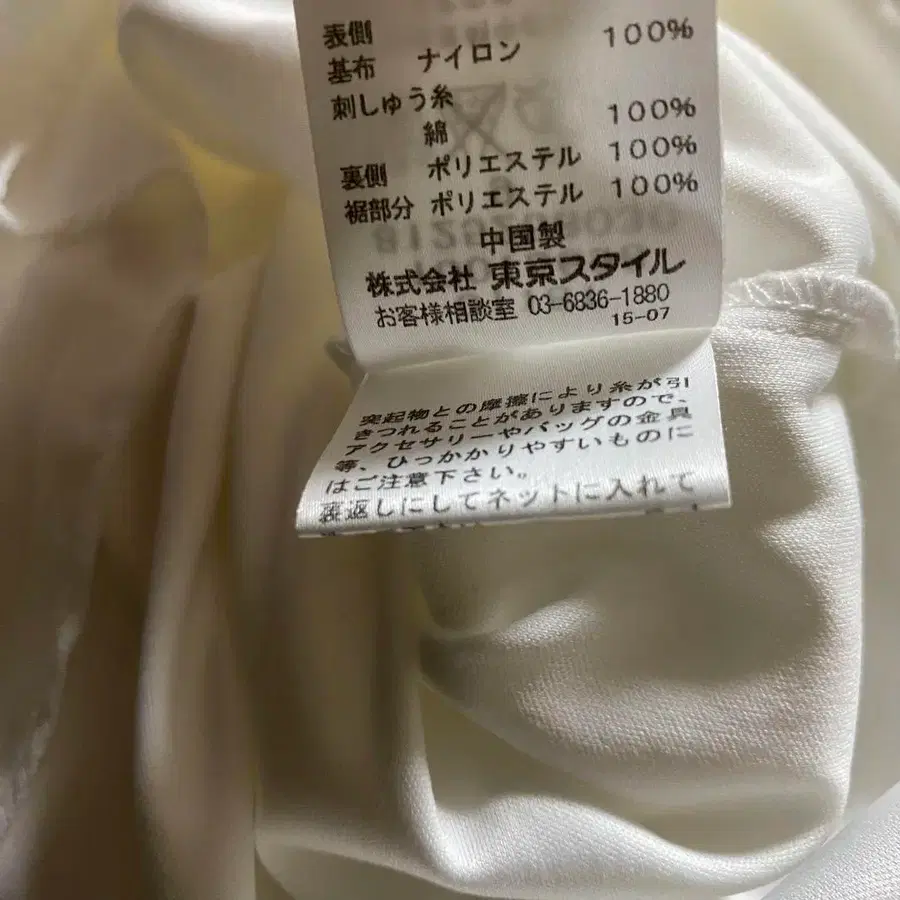 表側
基布 ナイロン 100%
刺しゅう糸
綿 100%
裏側 ポリエステル 100%
裾部分 ポリエステル 100%
中国製
株式会社 東京スタイル
お客様相談室 03-6836-1880
15-07
突起物との摩擦により糸が引
きつれることがありますので、
アクセサリーやバッグの金具
等、ひっかかりやすいものに
はご注意下さい。
裏返しにしてネットに入れて